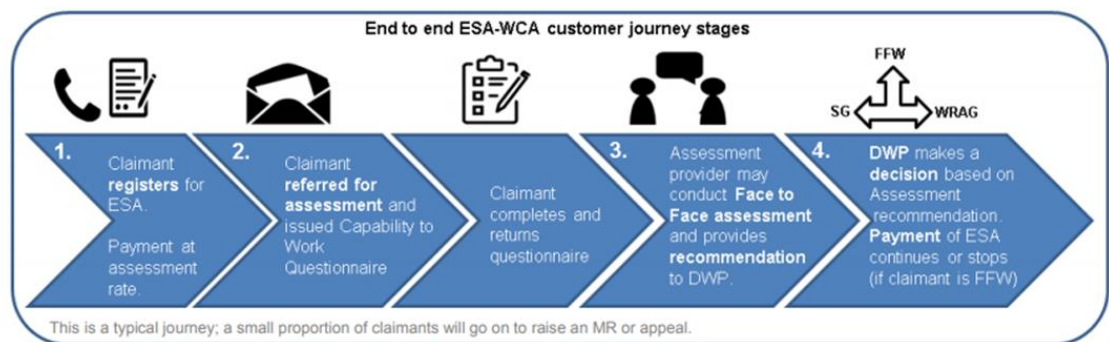 End to end ESA-WCA customer journey stages
FFW
SG
WRAG
1.
Claimant
registers for
ESA.
Payment at
assessment
rate.
2.
Claimant
referred for
assessment and
issued Capability to
Work
Questionnaire
Claimant
completes and
returns
questionnaire
3.
Assessment
provider may
conduct Face to
Face assessment
and provides
recommendation
to DWP.
4.
DWP makes a
decision based on
Assessment
recommendation.
Payment of ESA
continues or stops
(if claimant is FFW)
This is a typical journey; a small proportion of claimants will go on to raise an MR or appeal.